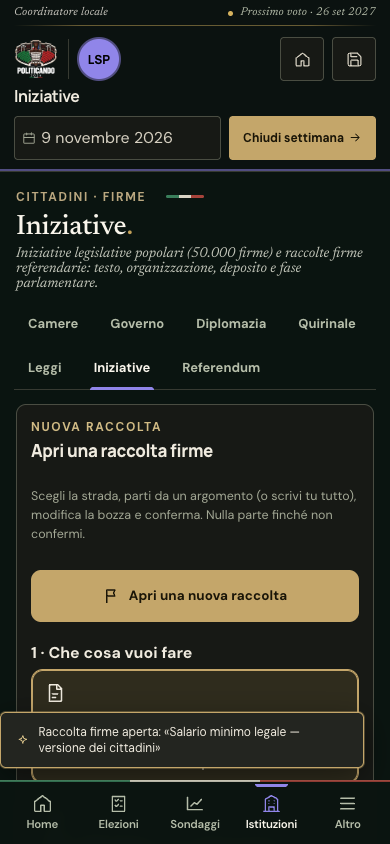 Coordinatore locale
Prossimo voto · 26 set 2027
POLITICANDO
LSP
Iniziative
9 novembre 2026
Chiudi settimana →
CITTADINI · FIRME
Iniziative.
Iniziative legislative popolari (50.000 firme) e raccolte firme
referendarie: testo, organizzazione, deposito e fase
parlamentare.
Camere
Governo
Diplomazia
Quirinale
Leggi
Iniziative
Referendum
NUOVA RACCOLTA
Apri una raccolta firme
Scegli la strada, parti da un argomento (o scrivi tu tutto),
modifica la bozza e conferma. Nulla parte finché non
confermi.
Apri una nuova raccolta
1 · Che cosa vuoi fare
Raccolta firme aperta: «Salario minimo legale —
versione dei cittadini»
Home
Elezioni
Sondaggi
Istituzioni
Altro